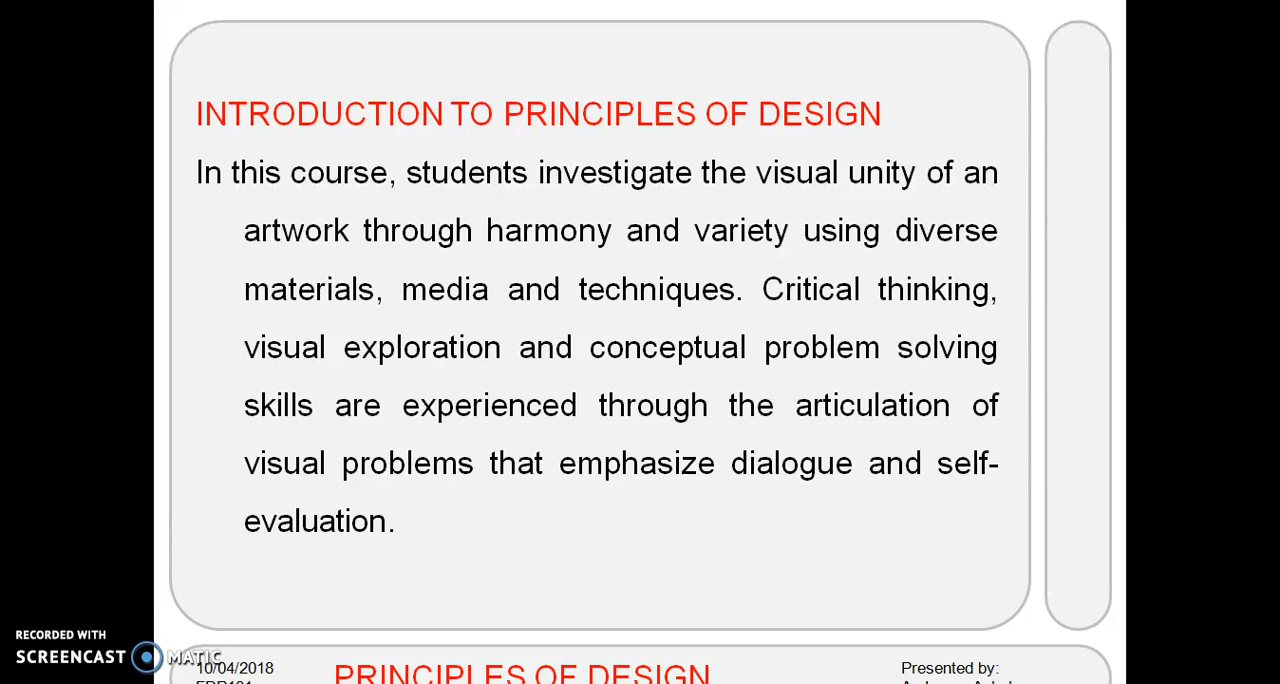 INTRODUCTION TO PRINCIPLES OF DESIGN
In this course, students investigate the visual unity of an
artwork through harmony and variety using diverse
materials, media and techniques. Critical thinking,
visual exploration and conceptual problem solving
skills are experienced through the articulation of
visual problems that emphasize dialogue and self-
evaluation.
RECORDED WITH
SCREENCAST MATIC
10/04/2018
PRINCIPLES OF DESIGN
Presented by: